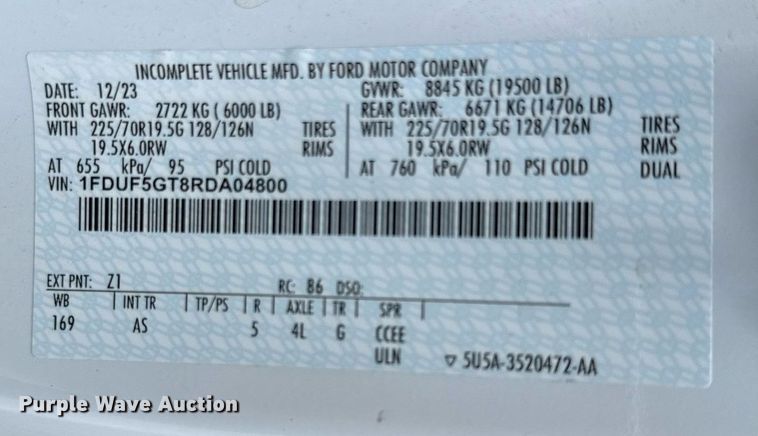 INCOMPLETE VEHICLE MFD. BY FORD MOTOR COMPANY
DATE: 12/23 GVWR: 8845 KG (19500 LB)
FRONT GAWR: 2722 KG ( 6000 LB) REAR GAWR: 6671 KG (14706 LB)
WITH 225/70R19.5G 128/126N TIRES WITH 225/70R19.5G 128/126N TIRES
19.5X6.0RW RIMS 19.5X6.0RW RIMS
AT 655 kPa/ 95 PSI COLD AT 760 kPa/ 110 PSI COLD DUAL
VIN: 1FDUF5GT8RDA04800
EXT PNT: Z1 RC: 86 DSO:
WB INT TR TP/PS R AXLE TR SPR
169 AS 5 4L G CCEE
ULN 5U5A-3520472-AA
Purple Wave Auction